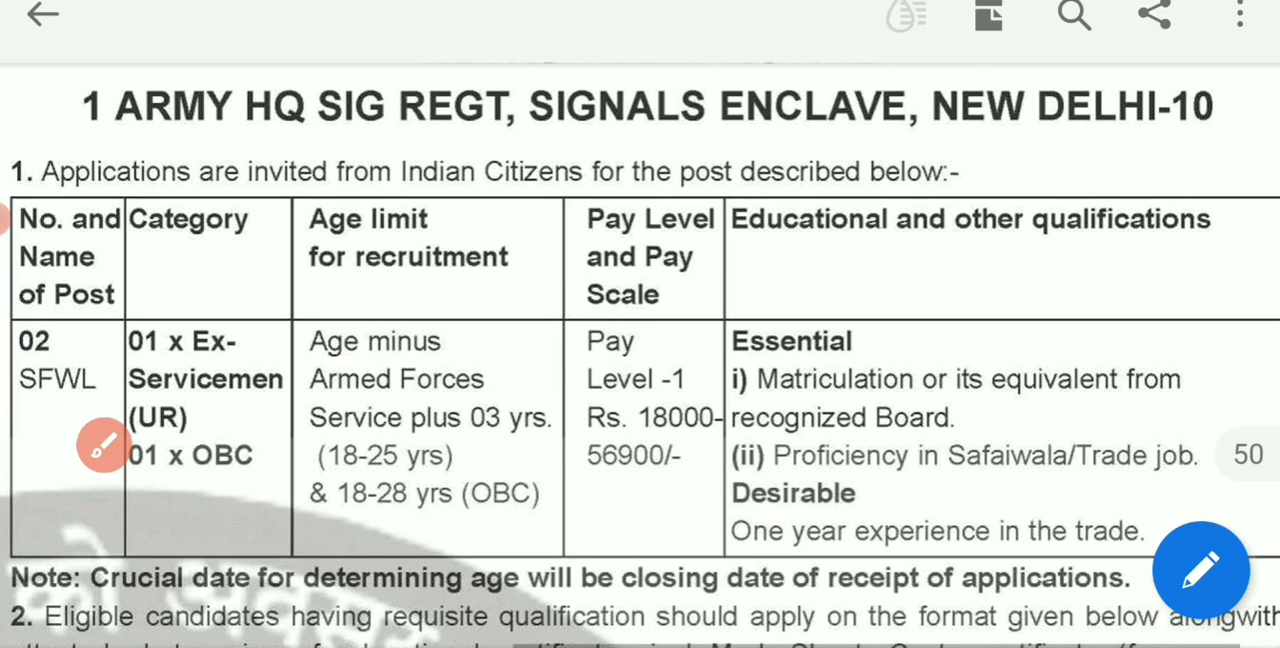 1 ARMY HQ SIG REGT, SIGNALS ENCLAVE, NEW DELHI-10
1. Applications are invited from Indian Citizens for the post described below:-
No. and Name of Post
Category
Age limit for recruitment
Pay Level and Pay Scale
Educational and other qualifications
02
SFWL
01 x Ex-
Servicemen
(UR)
01 x OBC
Age minus
Armed Forces
Service plus 03 yrs.
(18-25 yrs)
& 18-28 yrs (OBC)
Pay
Level -1
Rs. 18000-
56900/-
Essential
i) Matriculation or its equivalent from
recognized Board.
(ii) Proficiency in Safaiwala/Trade job.
Desirable
One year experience in the trade.
50
Note: Crucial date for determining age will be closing date of receipt of applications.
2. Eligible candidates having requisite qualification should apply on the format given below alongwith